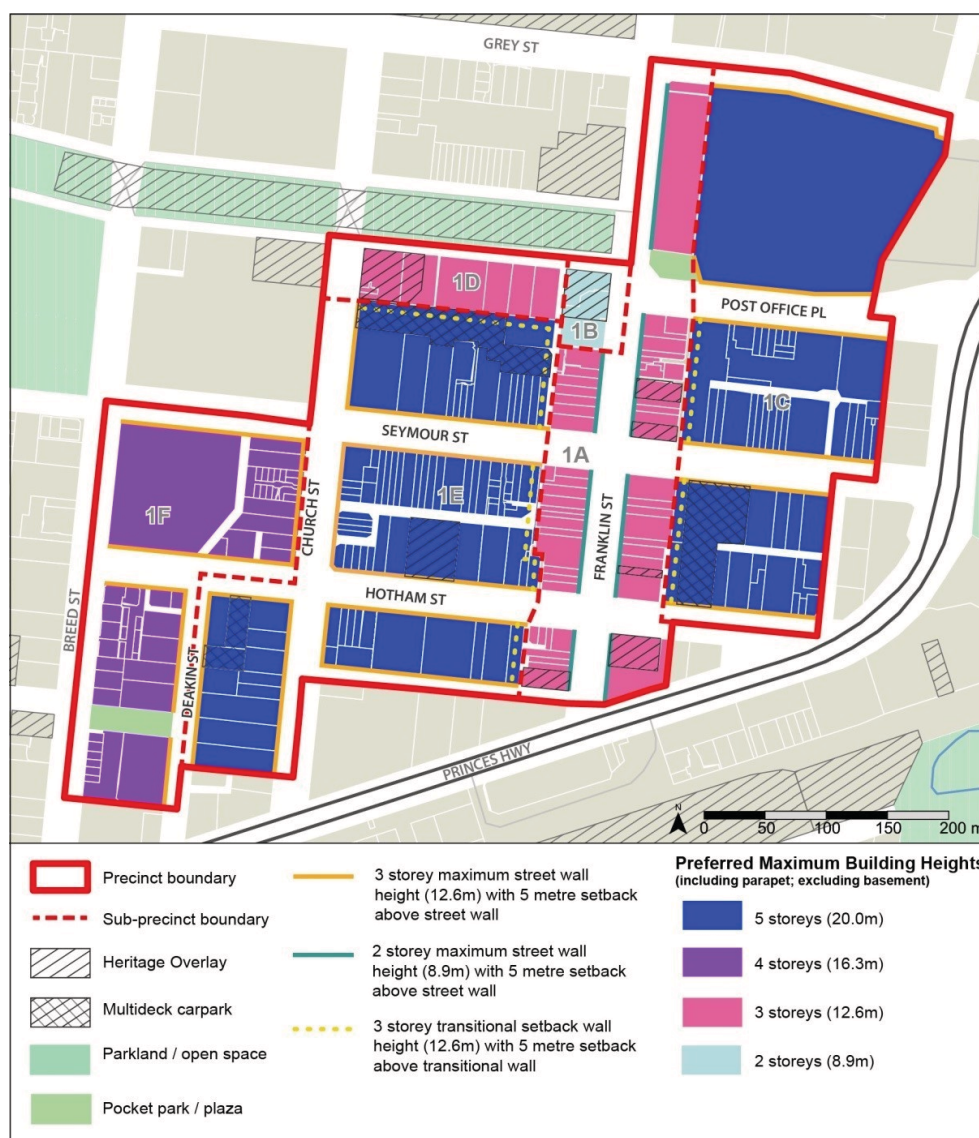 GREY ST
1D
1B
POST OFFICE PL
1C
SEYMOUR ST
1A
1E
1F
CHURCH ST
FRANKLIN ST
HOTHAM ST
BREED ST
DEAKIN ST
PRINCES HWY
N
0 50 100 150 200 m
Precinct boundary
Sub-precinct boundary
Heritage Overlay
Multideck carpark
Parkland / open space
Pocket park / plaza
3 storey maximum street wall
height (12.6m) with 5 metre setback
above street wall
2 storey maximum street wall
height (8.9m) with 5 metre setback
above street wall
3 storey transitional setback wall
height (12.6m) with 5 metre setback
above transitional wall
Preferred Maximum Building Heights
(including parapet; excluding basement)
5 storeys (20.0m)
4 storeys (16.3m)
3 storeys (12.6m)
2 storeys (8.9m)